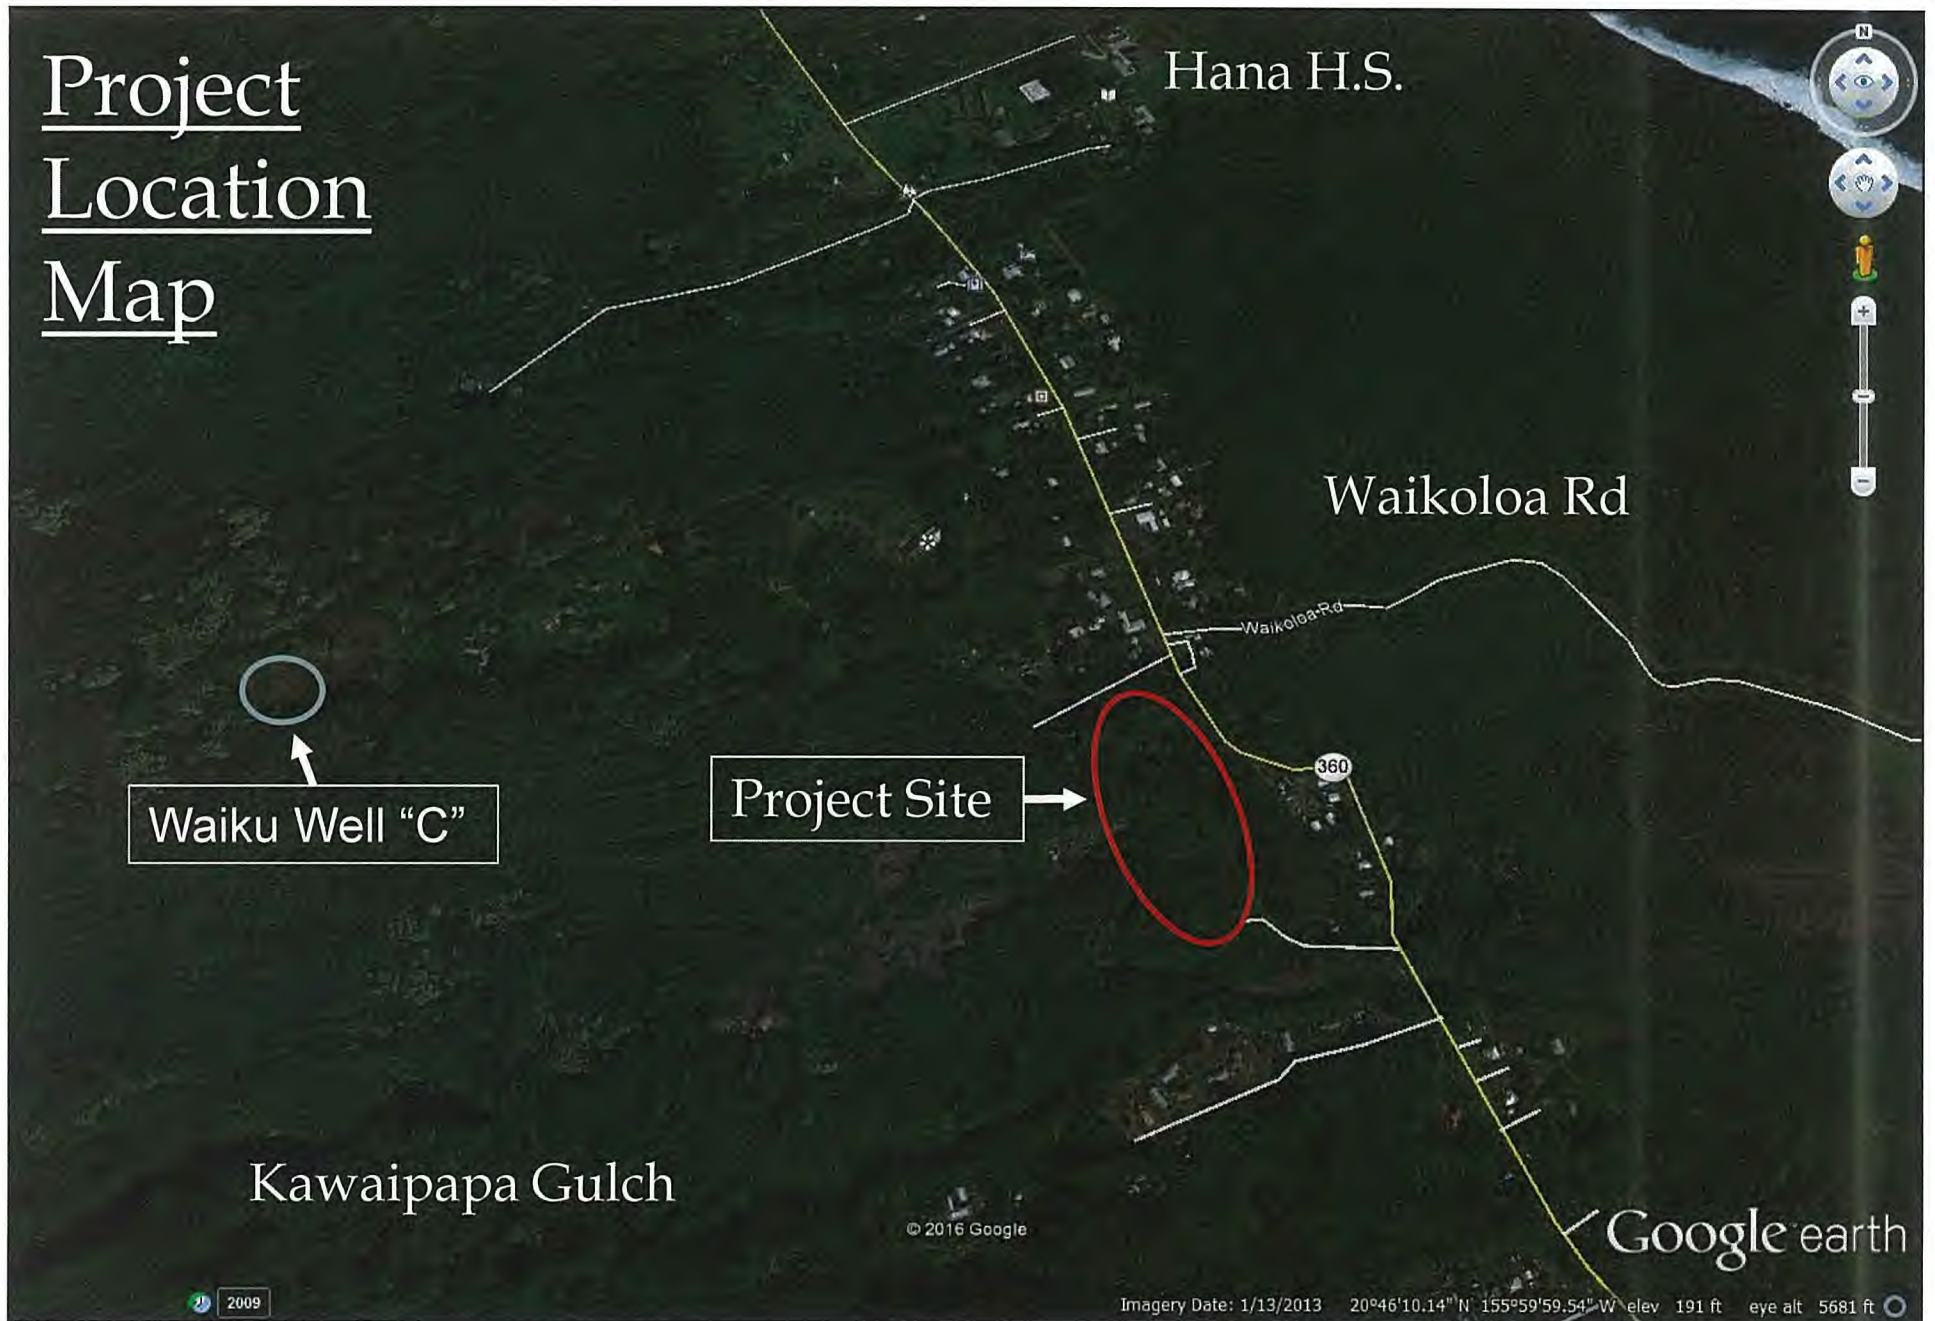 Project
Location
Map
Hana H.S.
N
Waikoloa Rd
Waikoloa Rd
360
Project Site
Waiku Well “C”
Kawaipapa Gulch
© 2016 Google
Google earth
2009
Imagery Date: 1/13/2013 20°46'10.14" N 155°59'59.54" W elev 191 ft eye alt 5681 ft